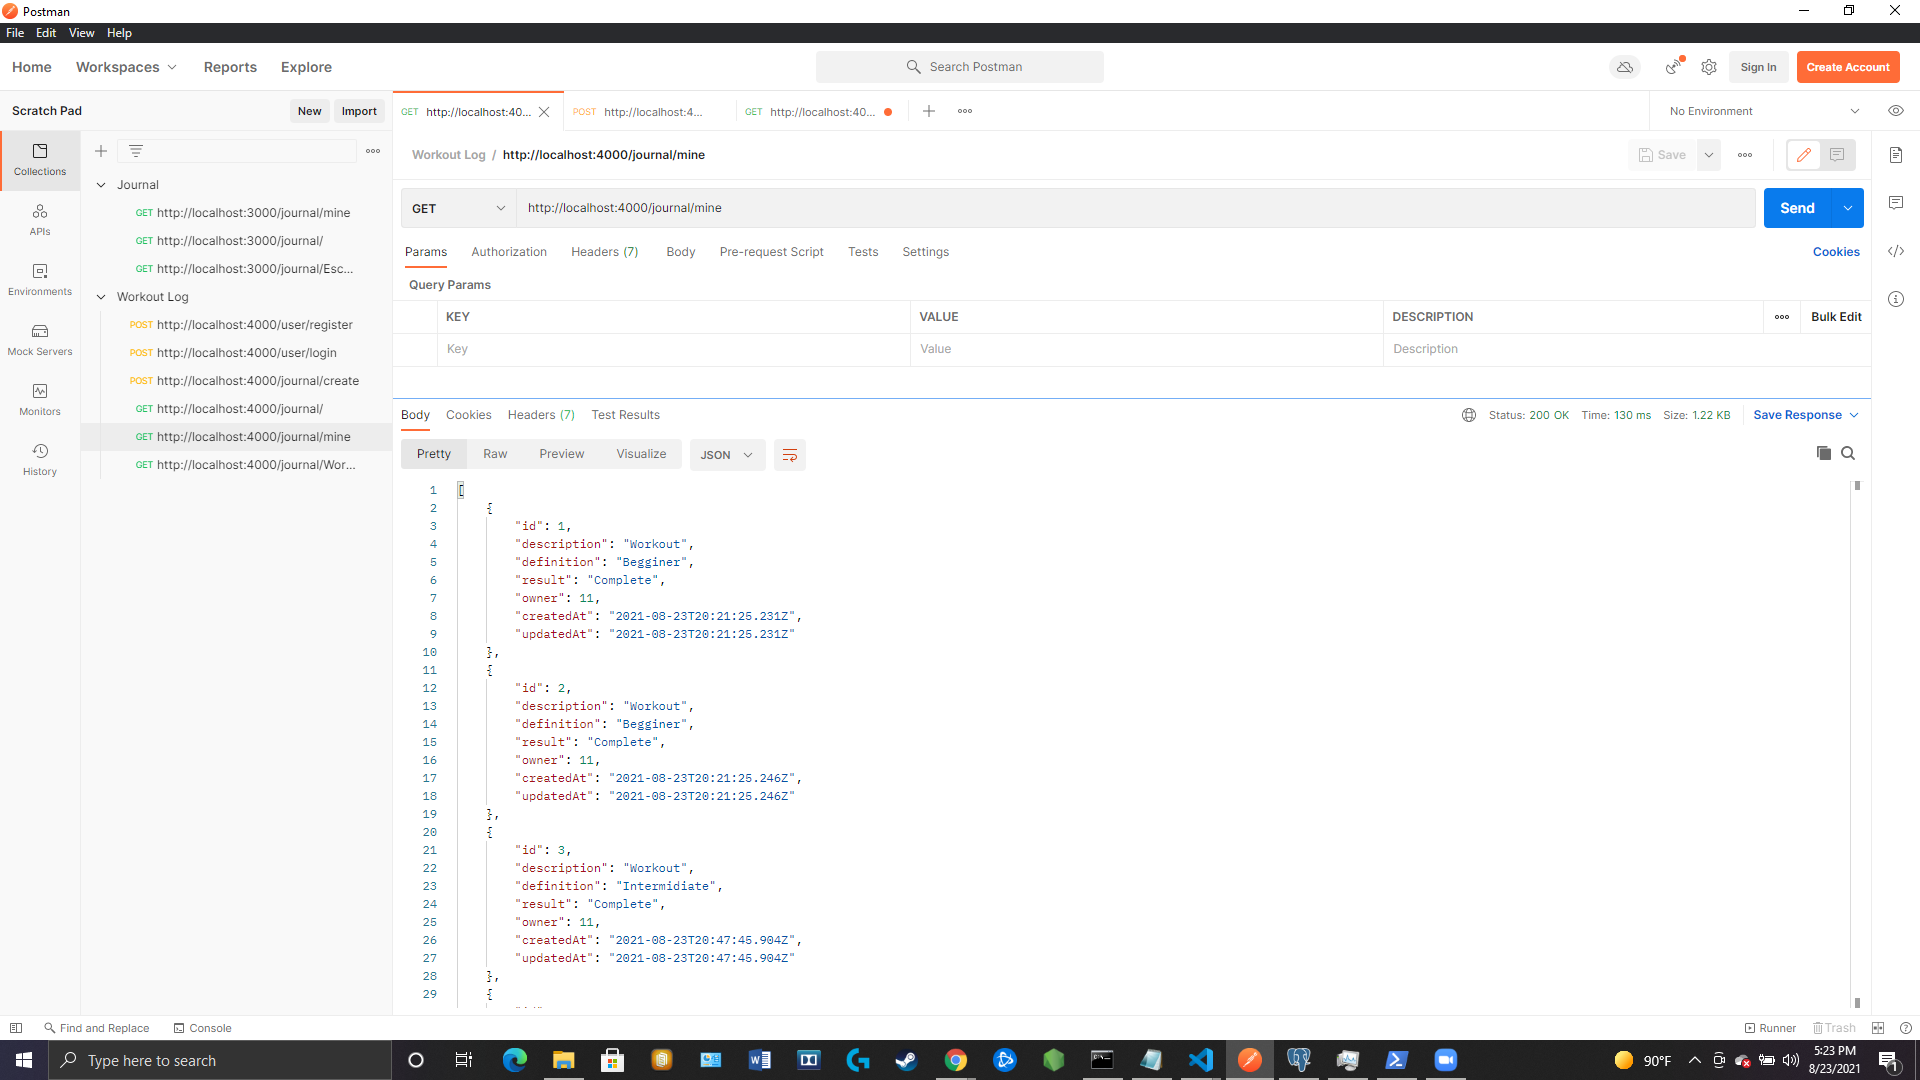 Postman
File Edit View Help
Home Workspaces Reports Explore Search Postman Sign In Create Account
Scratch Pad New Import GET http://localhost:40... POST http://localhost:4... GET http://localhost:40... No Environment
Collections
APIs
Environments
Mock Servers
Monitors
History
Journal
GET http://localhost:3000/journal/mine
GET http://localhost:3000/journal/
GET http://localhost:3000/journal/Esc...
Workout Log
POST http://localhost:4000/user/register
POST http://localhost:4000/user/login
POST http://localhost:4000/journal/create
GET http://localhost:4000/journal/
GET http://localhost:4000/journal/mine
GET http://localhost:4000/journal/Wor...
Workout Log / http://localhost:4000/journal/mine Save
GET http://localhost:4000/journal/mine Send
Params Authorization Headers (7) Body Pre-request Script Tests Settings Cookies
Query Params
KEY VALUE DESCRIPTION Bulk Edit
Key Value Description
Body Cookies Headers (7) Test Results Status: 200 OK Time: 130 ms Size: 1.22 KB Save Response
Pretty Raw Preview Visualize JSON
1 [
2 {
3 "id": 1,
4 "description": "Workout",
5 "definition": "Begginer",
6 "result": "Complete",
7 "owner": 11,
8 "createdAt": "2021-08-23T20:21:25.231Z",
9 "updatedAt": "2021-08-23T20:21:25.231Z"
10 },
11 {
12 "id": 2,
13 "description": "Workout",
14 "definition": "Begginer",
15 "result": "Complete",
16 "owner": 11,
17 "createdAt": "2021-08-23T20:21:25.246Z",
18 "updatedAt": "2021-08-23T20:21:25.246Z"
19 },
20 {
21 "id": 3,
22 "description": "Workout",
23 "definition": "Intermidiate",
24 "result": "Complete",
25 "owner": 11,
26 "createdAt": "2021-08-23T20:47:45.904Z",
27 "updatedAt": "2021-08-23T20:47:45.904Z"
28 },
29 {
Find and Replace Console Runner Trash
Type here to search 90°F 5:23 PM
8/23/2021 1